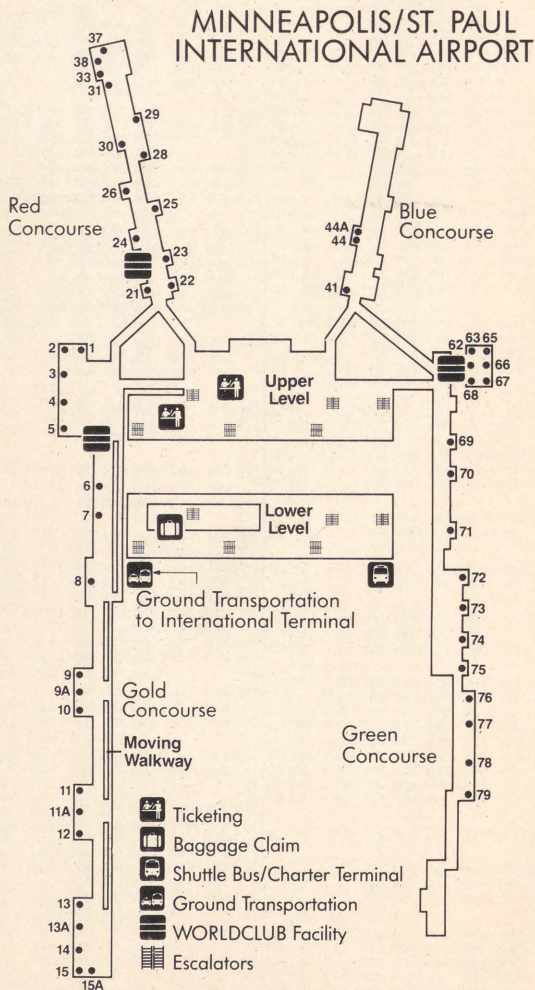 MINNEAPOLIS/ST. PAUL
INTERNATIONAL AIRPORT
37
38
33
31
29
30
28
26
25
24
23
22
21
Red
Concourse
44A
44
41
Blue
Concourse
2
1
3
4
5
62
63
65
66
67
68
Upper
Level
69
70
71
6
7
8
Lower
Level
Ground Transportation
to International Terminal
72
73
74
75
76
77
78
79
9
9A
10
Gold
Concourse
Moving
Walkway
Green
Concourse
11
11A
12
13
13A
14
15
15A
Ticketing
Baggage Claim
Shuttle Bus/Charter Terminal
Ground Transportation
WORLDCLUB Facility
Escalators